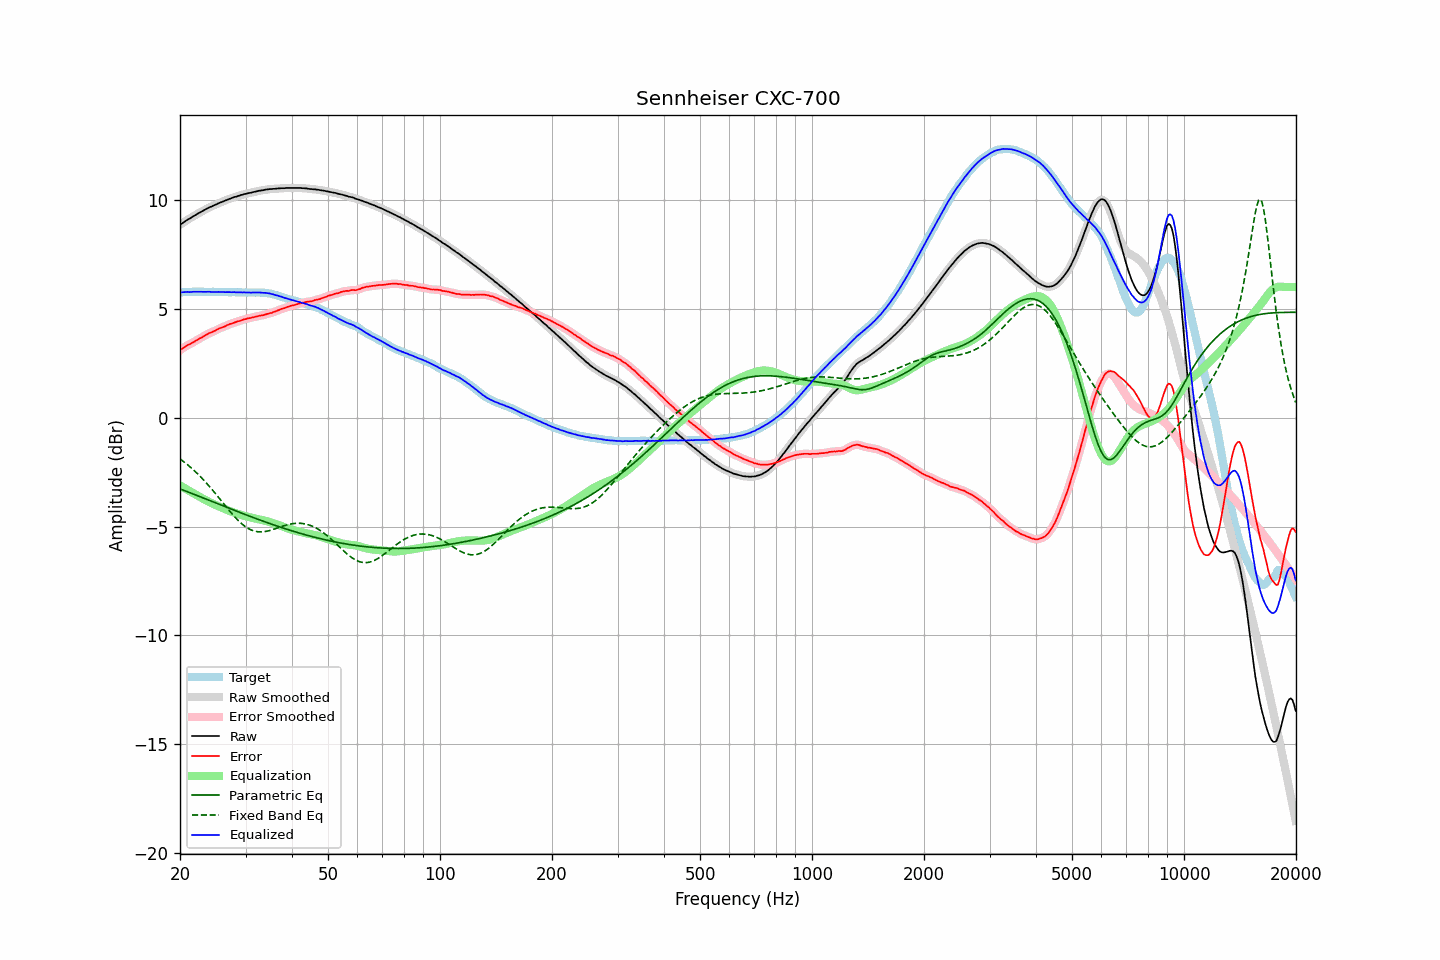 Sennheiser CXC-700
Amplitude (dBr)
10
5
0
−5
−10
−15
−20
Target
Raw Smoothed
Error Smoothed
Raw
Error
Equalization
Parametric Eq
Fixed Band Eq
Equalized
20 50 100 200 500 1000 2000 5000 10000 20000
Frequency (Hz)